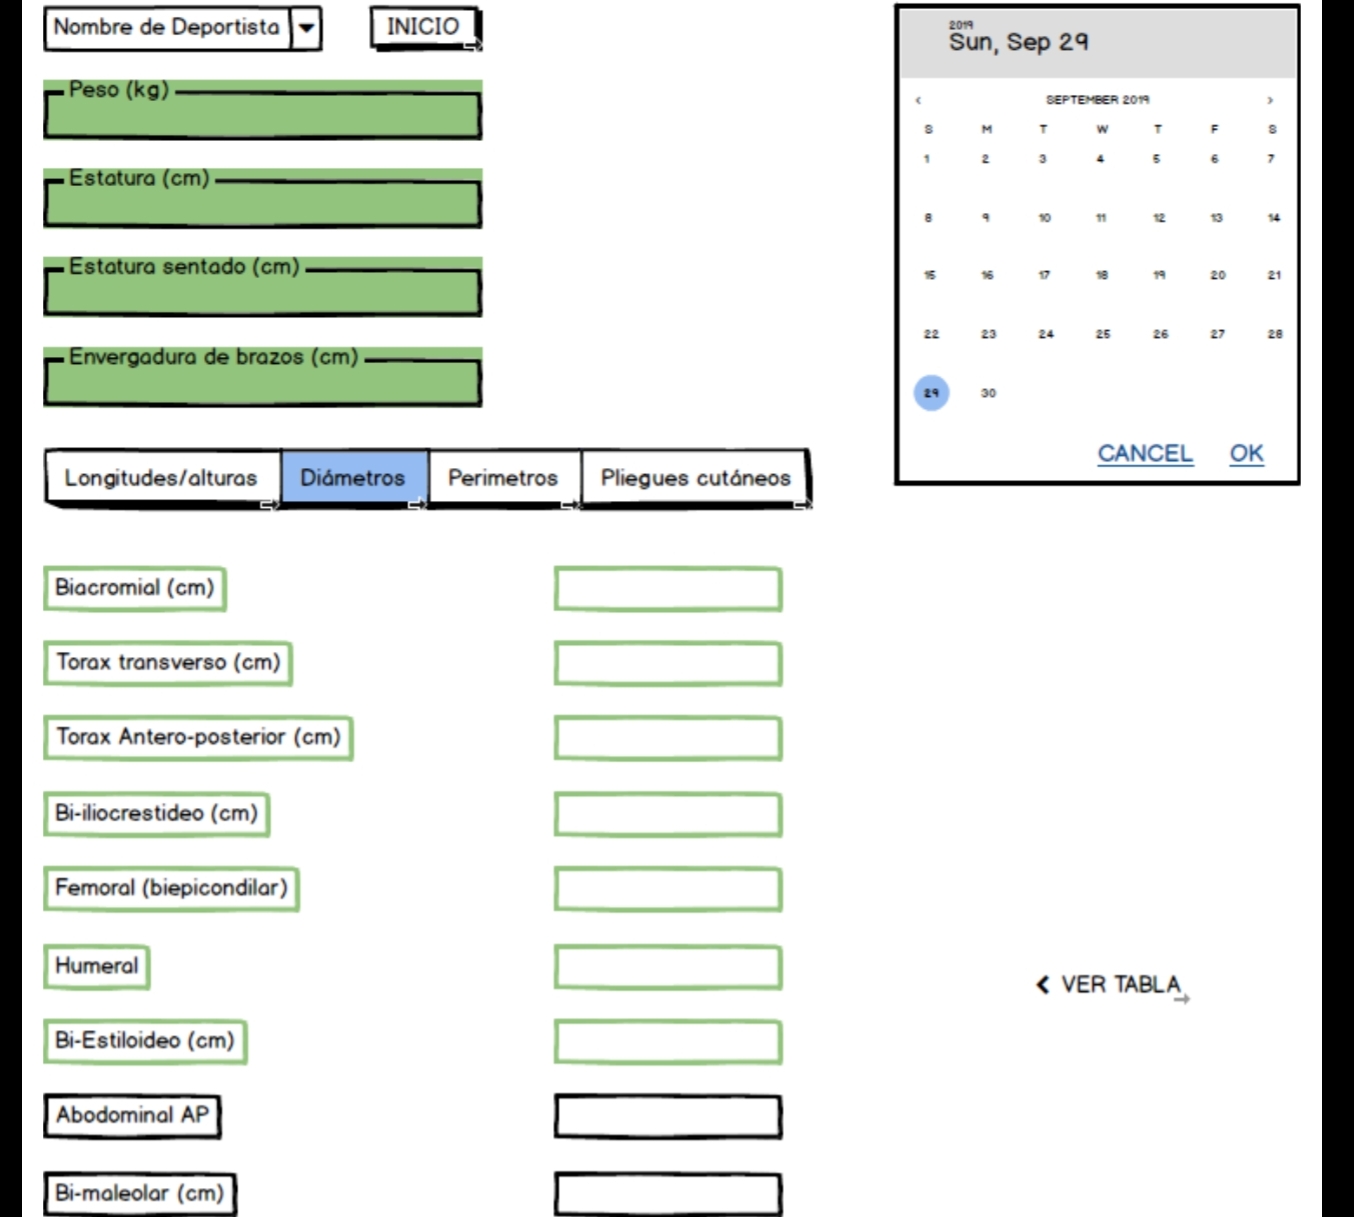 Nombre de Deportista
INICIO
Peso (kg)
Estatura (cm)
Estatura sentado (cm)
Envergadura de brazos (cm)
2019
Sun, Sep 29
SEPTEMBER 2019
S M T W T F S
1 2 3 4 5 6 7
8 9 10 11 12 13 14
15 16 17 18 19 20 21
22 23 24 25 26 27 28
29 30
CANCEL OK
Longitudes/alturas Diámetros Perimetros Pliegues cutáneos
Biacromial (cm)
Torax transverso (cm)
Torax Antero-posterior (cm)
Bi-iliocrestideo (cm)
Femoral (biepicondilar)
Humeral
VER TABLA
Bi-Estiloideo (cm)
Abodominal AP
Bi-maleolar (cm)